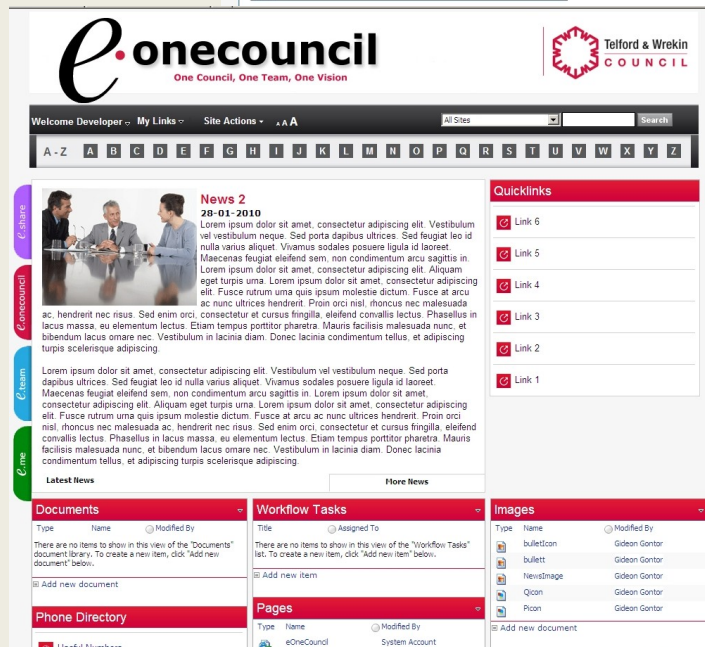 e.onecouncil
One Council, One Team, One Vision
Telford & Wrekin
COUNCIL
Welcome Developer My Links Site Actions A A A All Sites Search
A - Z A B C D E F G H I J K L M N O P Q R S T U V W X Y Z
e.share
e.onecouncil
e.team
e.me
News 2
28-01-2010
Lorem ipsum dolor sit amet, consectetur adipiscing elit. Vestibulum
vel vestibulum neque. Sed porta dapibus ultrices. Sed feugiat leo id
nulla varius aliquet. Vivamus sodales posuere ligula id laoreet.
Maecenas feugiat eleifend sem, non condimentum arcu sagittis in.
Lorem ipsum dolor sit amet, consectetur adipiscing elit. Aliquam
eget turpis urna. Lorem ipsum dolor sit amet, consectetur adipiscing
elit. Fusce rutrum urna quis ipsum molestie dictum. Fusce at arcu
ac nunc ultrices hendrerit. Proin orci nisl, rhoncus nec malesuada
ac, hendrerit nec risus. Sed enim orci, consectetur et cursus fringilla, eleifend convallis lectus. Phasellus in
lacus massa, eu elementum lectus. Etiam tempus porttitor pharetra. Mauris facilisis malesuada nunc, et
bibendum lacus ornare nec. Vestibulum in lacinia diam. Donec lacinia condimentum tellus, et adipiscing
turpis scelerisque adipiscing.
Lorem ipsum dolor sit amet, consectetur adipiscing elit. Vestibulum vel vestibulum neque. Sed porta
dapibus ultrices. Sed feugiat leo id nulla varius aliquet. Vivamus sodales posuere ligula id laoreet.
Maecenas feugiat eleifend sem, non condimentum arcu sagittis in. Lorem ipsum dolor sit amet,
consectetur adipiscing elit. Aliquam eget turpis urna. Lorem ipsum dolor sit amet, consectetur adipiscing
elit. Fusce rutrum urna quis ipsum molestie dictum. Fusce at arcu ac nunc ultrices hendrerit. Proin orci
nisl, rhoncus nec malesuada ac, hendrerit nec risus. Sed enim orci, consectetur et cursus fringilla, eleifend
convallis lectus. Phasellus in lacus massa, eu elementum lectus. Etiam tempus porttitor pharetra. Mauris
facilisis malesuada nunc, et bibendum lacus ornare nec. Vestibulum in lacinia diam. Donec lacinia
condimentum tellus, et adipiscing turpis scelerisque adipiscing.
Latest News More News
Quicklinks
Link 6
Link 5
Link 4
Link 3
Link 2
Link 1
Documents
Type Name Modified By
There are no items to show in this view of the "Documents"
document library. To create a new item, click "Add new
document" below.
Add new document
Phone Directory
Useful Numbers
Workflow Tasks
Title Assigned To
There are no items to show in this view of the "Workflow Tasks"
list. To create a new item, click "Add new item" below.
Add new item
Pages
Type Name Modified By
eOneCouncil System Account
Images
Type Name Modified By
bulletIcon Gideon Gontor
bullett Gideon Gontor
NewsImage Gideon Gontor
Qicon Gideon Gontor
Picon Gideon Gontor
Add new document